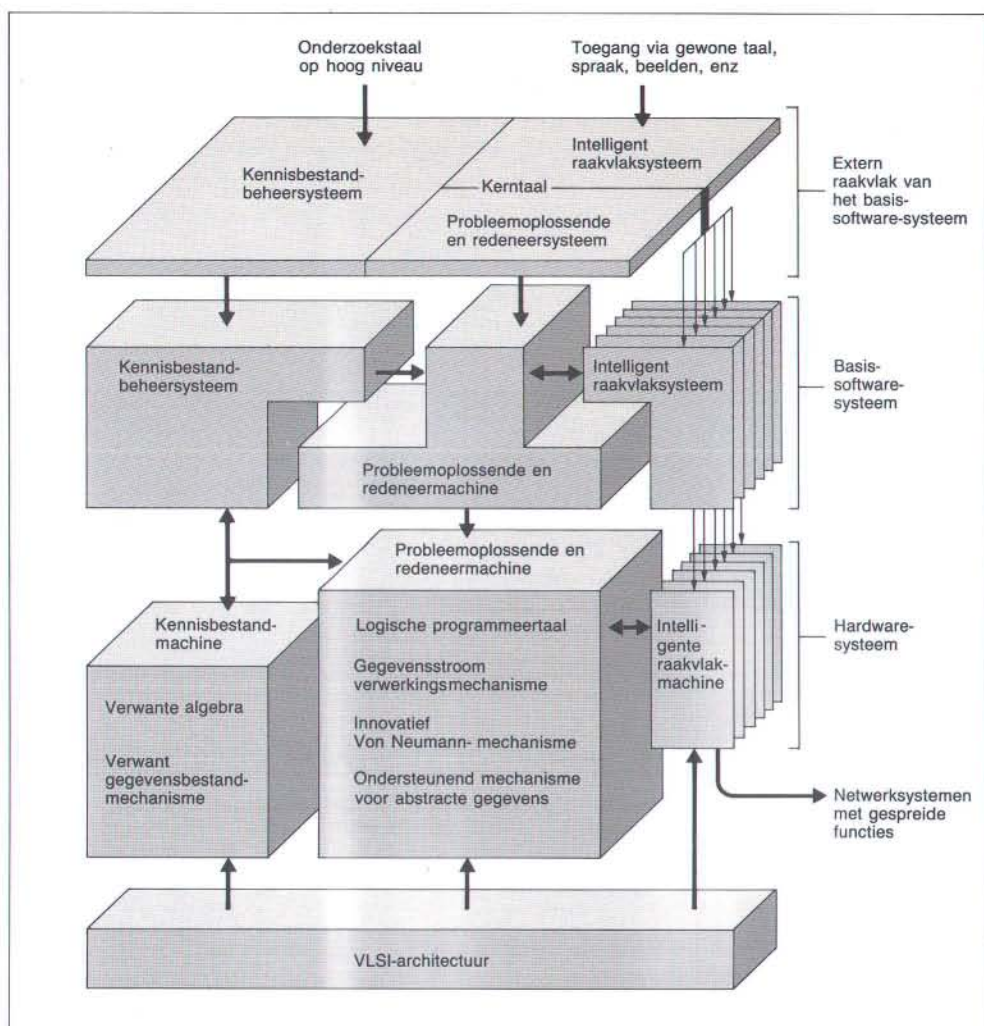 Onderzoekstaal
op hoog niveau
Toegang via gewone taal,
spraak, beelden, enz
Kennisbestand-
beheersysteem
Intelligent
raakvlaksysteem
Kerntaal
Probleemoplossende
en redeneersysteem
Extern
raakvlak van
het basis-
software-systeem
Kennisbestand-
beheersysteem
Intelligent
raakvlaksysteem
Probleemoplossende en
redeneermachine
Basis-
software-
systeem
Probleemoplossende en
redeneermachine
Kennisbestand-
machine
Logische programmeertaal
Gegevensstroom
verwerkingsmechanisme
Innovatief
Von Neumann- mechanisme
Ondersteunend mechanisme
voor abstracte gegevens
Verwante algebra
Verwant
gegevensbestand-
mechanisme
Intelli-
gente
raakvlak-
machine
Hardware-
systeem
Netwerksystemen
met gespreide
functies
VLSI-architectuur